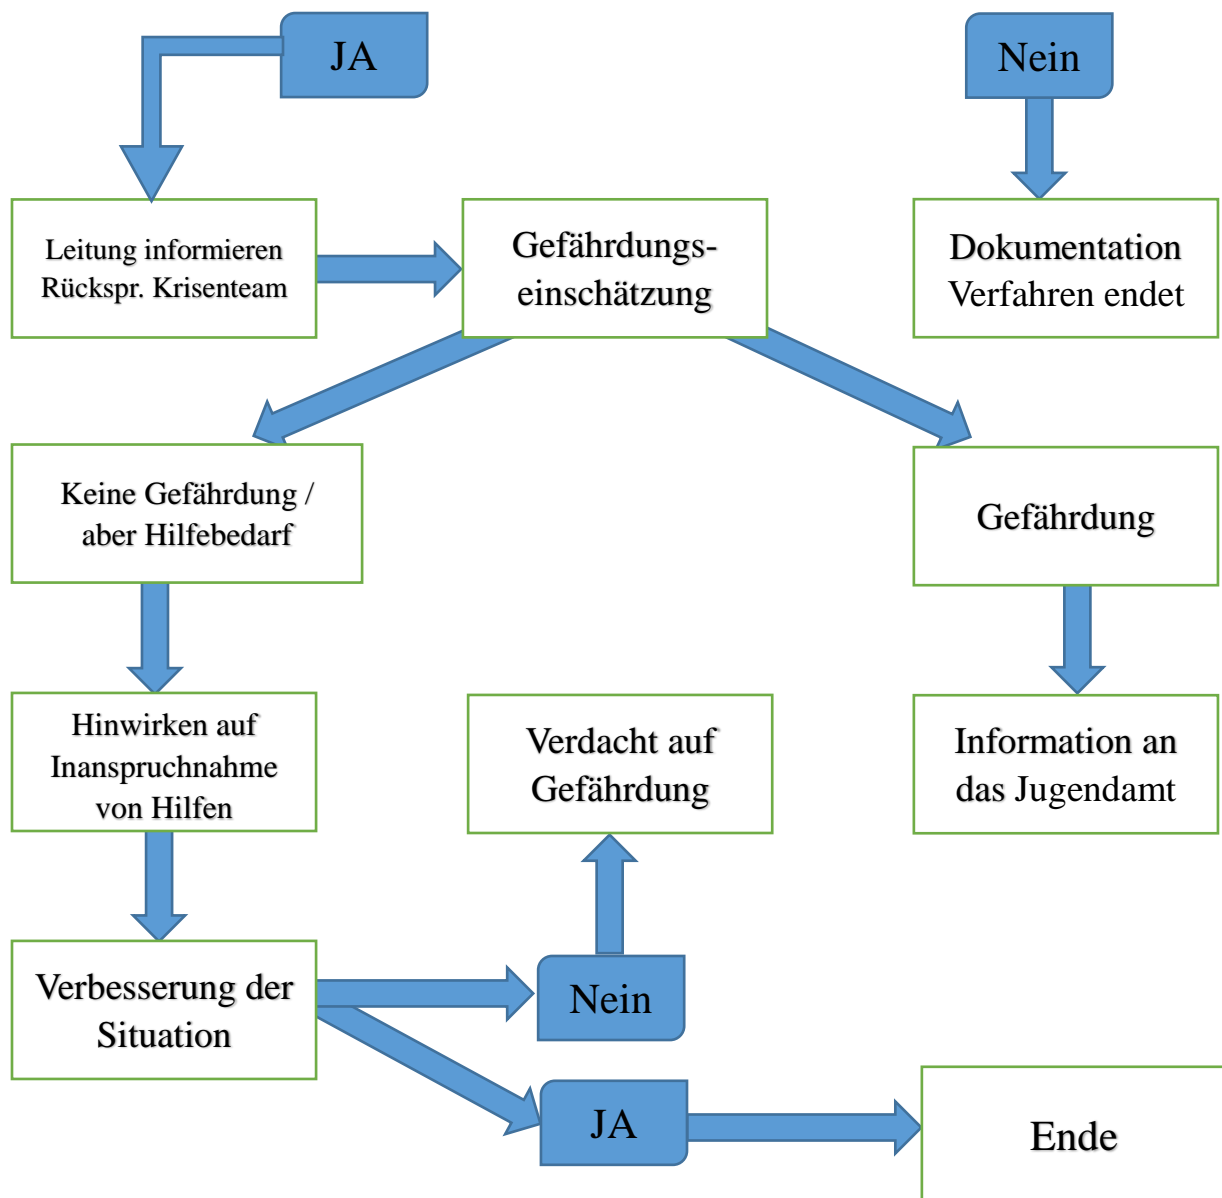 JA
Nein
Leitung informieren
Rückspr. Krisenteam
Gefährdungs-
einschätzung
Dokumentation
Verfahren endet
Keine Gefährdung /
aber Hilfebedarf
Gefährdung
Hinwirken auf
Inanspruchnahme
von Hilfen
Verdacht auf
Gefährdung
Information an
das Jugendamt
Verbesserung der
Situation
Nein
JA
Ende